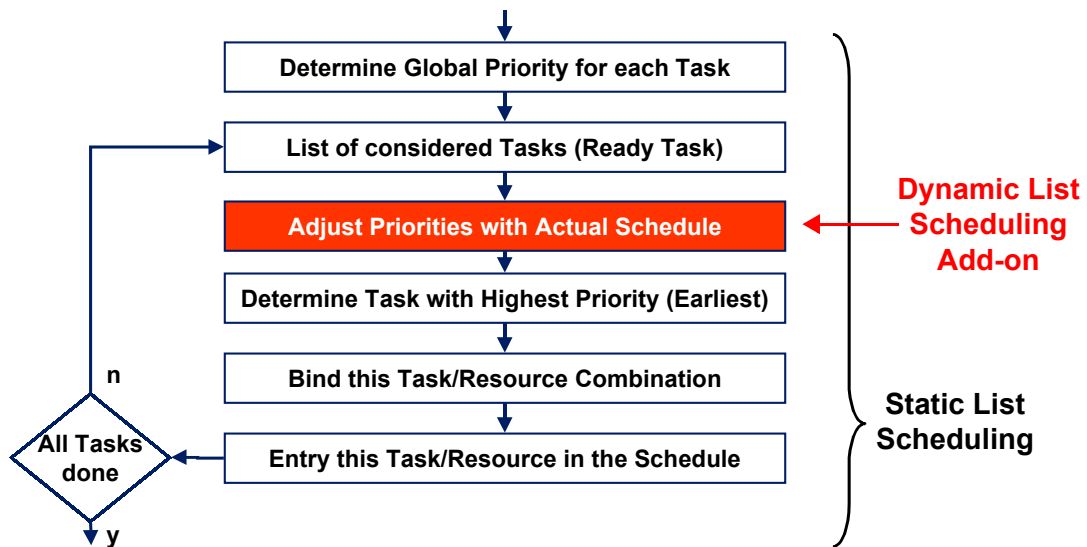 Determine Global Priority for each Task
List of considered Tasks (Ready Task)
Adjust Priorities with Actual Schedule
Dynamic List
Scheduling
Add-on
Determine Task with Highest Priority (Earliest)
Bind this Task/Resource Combination
n
Static List
Scheduling
All Tasks
done
Entry this Task/Resource in the Schedule
y